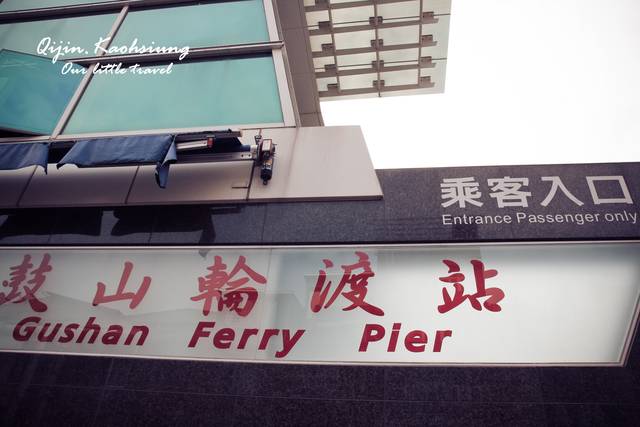 Qijin. Kaohsiung
Our little travel
乘客入口
Entrance Passenger only
鼓山輪渡站
Gushan Ferry Pier